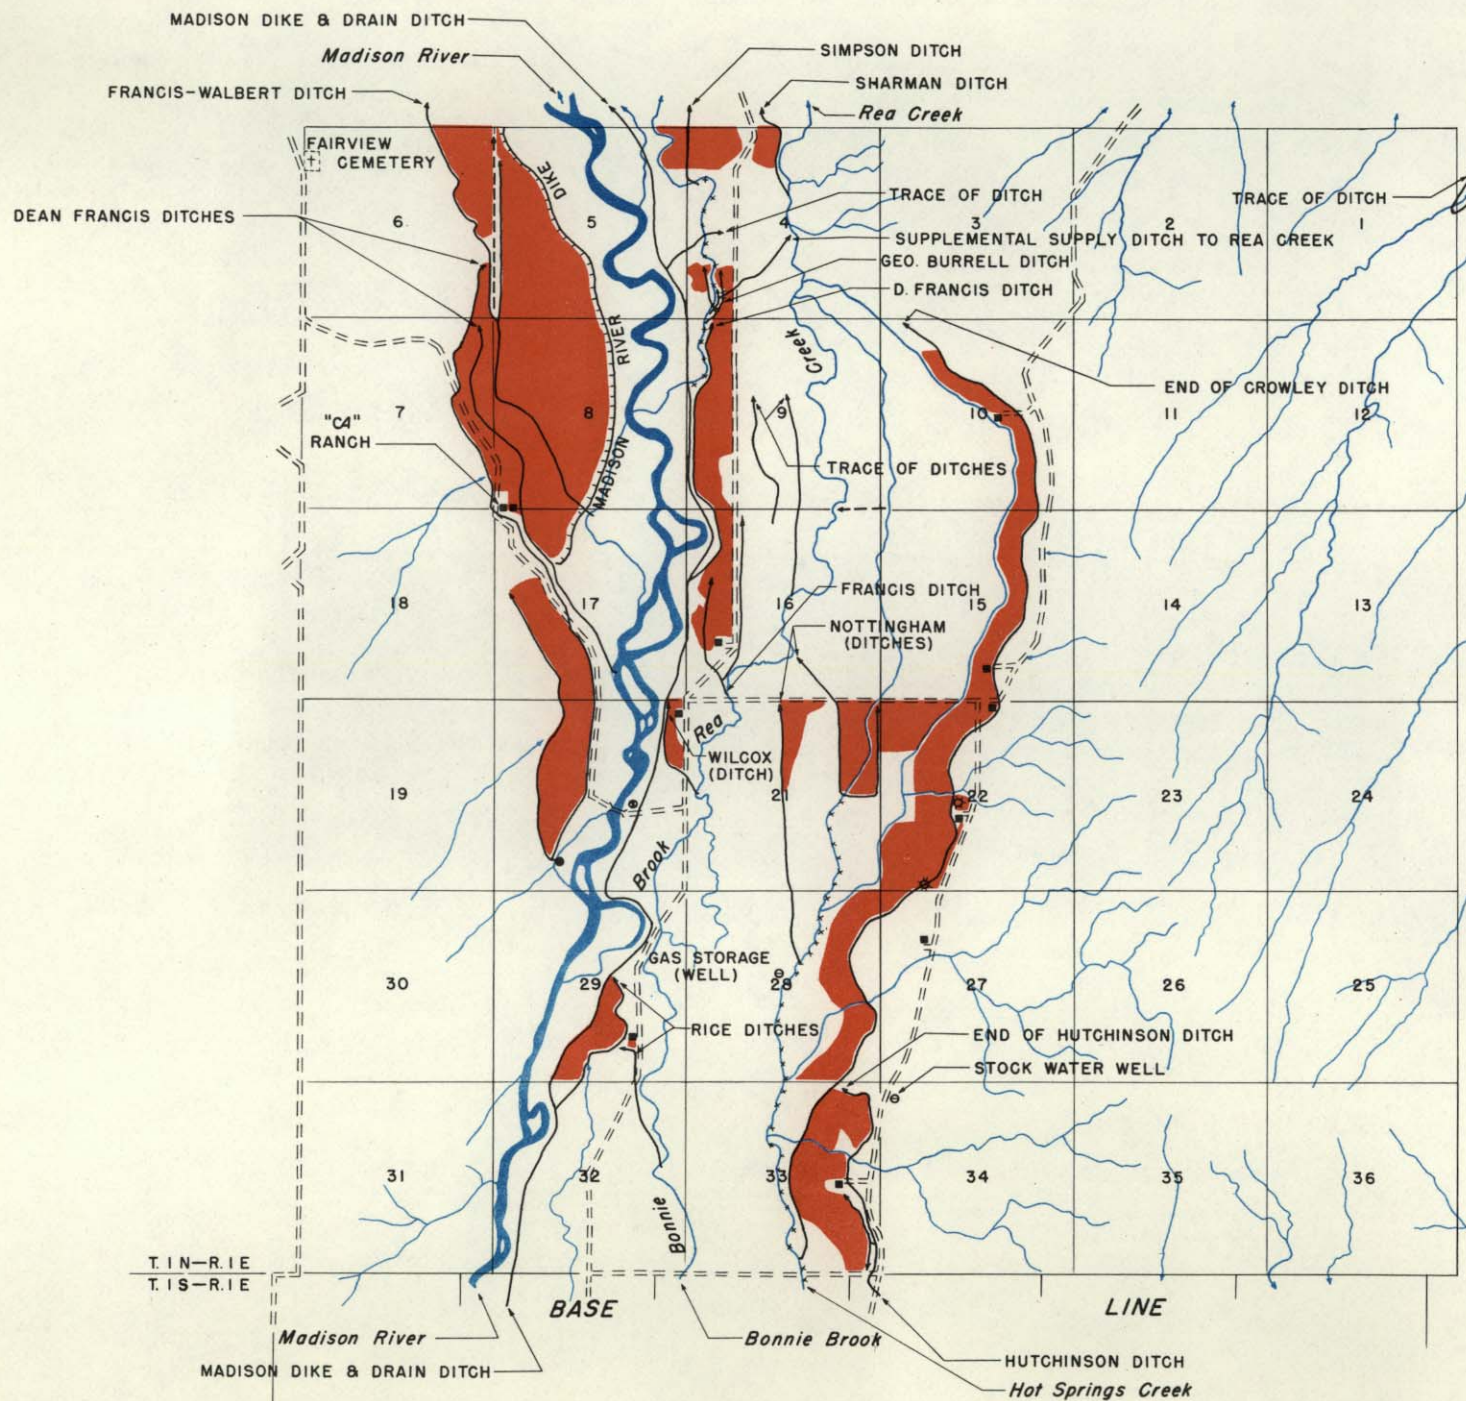 MADISON DIKE & DRAIN DITCH
SIMPSON DITCH
Madison River
SHARMAN DITCH
FRANCIS-WALBERT DITCH
Rea Creek
FAIRVIEW
CEMETERY
DIKE
TRACE OF DITCH
TRACE OF DITCH
DEAN FRANCIS DITCHES
6
5
4
3
2
1
SUPPLEMENTAL SUPPLY DITCH TO REA CREEK
GEO. BURRELL DITCH
D. FRANCIS DITCH
RIVER
Creek
END OF CROWLEY DITCH
7
8
9
10
11
12
"CA"
RANCH
MADISON
TRACE OF DITCHES
FRANCIS DITCH
18
17
16
15
14
13
NOTTINGHAM
(DITCHES)
Rea
WILCOX
(DITCH)
19
21
22
23
24
Brook
GAS STORAGE
(WELL)
30
29
28
27
26
25
RICE DITCHES
END OF HUTCHINSON DITCH
STOCK WATER WELL
31
32
33
34
35
36
Bonnie
T. 1 N—R. 1 E
T. 1 S—R. 1 E
BASE
LINE
Madison River
Bonnie Brook
MADISON DIKE & DRAIN DITCH
HUTCHINSON DITCH
Hot Springs Creek